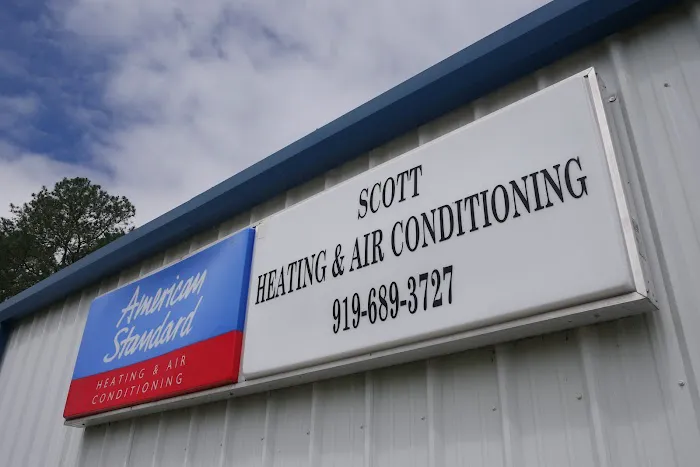 American
Standard
HEATING & AIR
CONDITIONING
SCOTT
HEATING & AIR CONDITIONING
919-689-3727